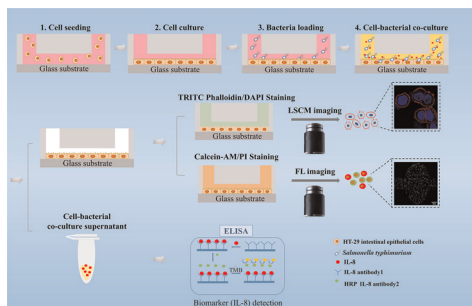 1. Cell seeding
2. Cell culture
3. Bacteria loading
4. Cell-bacterial co-culture
Glass substrate
Glass substrate
Glass substrate
Glass substrate
TRITC Phalloidin/DAPI Staining
LSCM imaging
Glass substrate
Glass substrate
Calcein-AM/PI Staining
FL imaging
Glass substrate
Cell-bacterial
co-culture supernatant
ELISA
TMB
Biomarker (IL-8) detection
HT-29 intestinal epithelial cells
Salmonella typhimurium
IL-8
IL-8 antibody1
HRP IL-8 antibody2